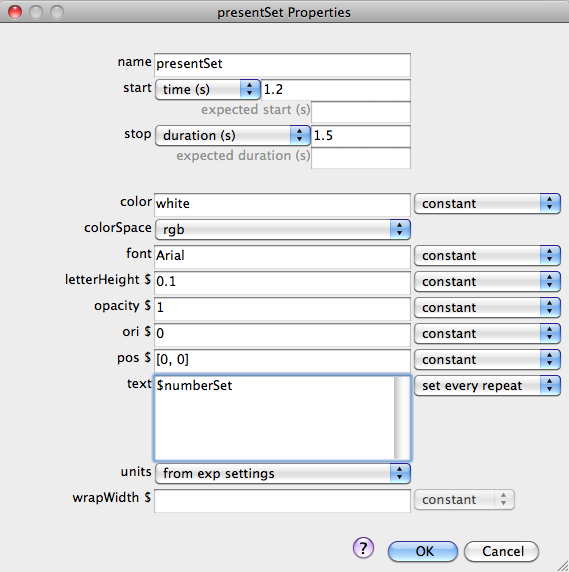 presentSet Properties
name presentSet
start time (s) 1.2
expected start (s)
stop duration (s) 1.5
expected duration (s)
color white constant
colorSpace rgb
font Arial constant
letterHeight $ 0.1 constant
opacity $ 1 constant
ori $ 0 constant
pos $ [0, 0] constant
text $numberSet set every repeat
units from exp settings
wrapWidth $ constant
? OK Cancel